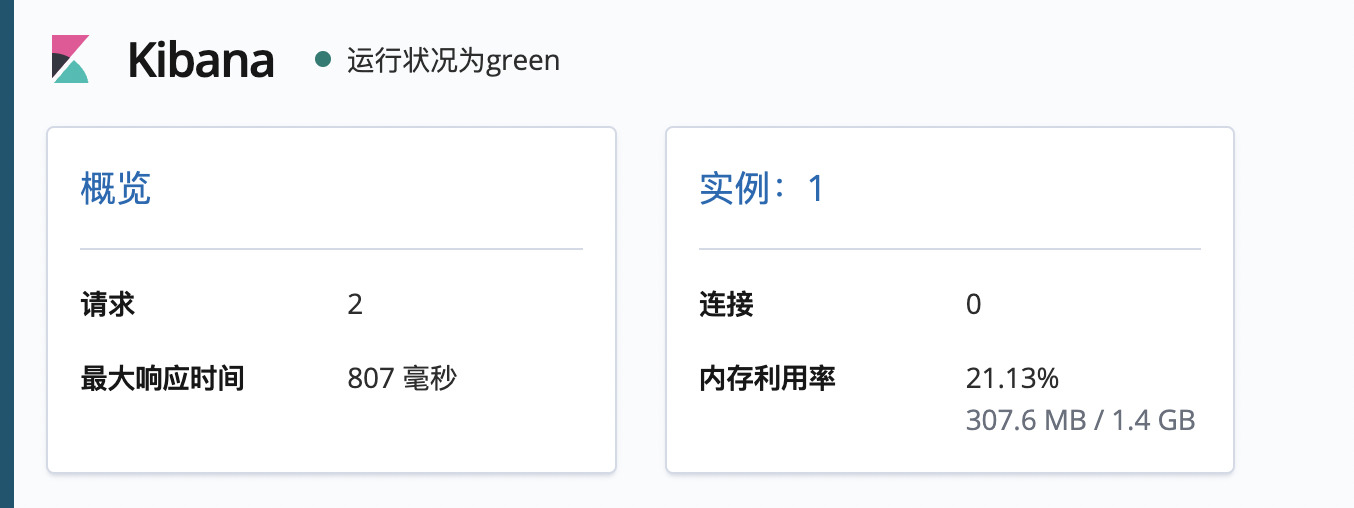 Kibana 运行状况为green
概览
请求 2
最大响应时间 807 毫秒
实例：1
连接 0
内存利用率 21.13%
307.6 MB / 1.4 GB